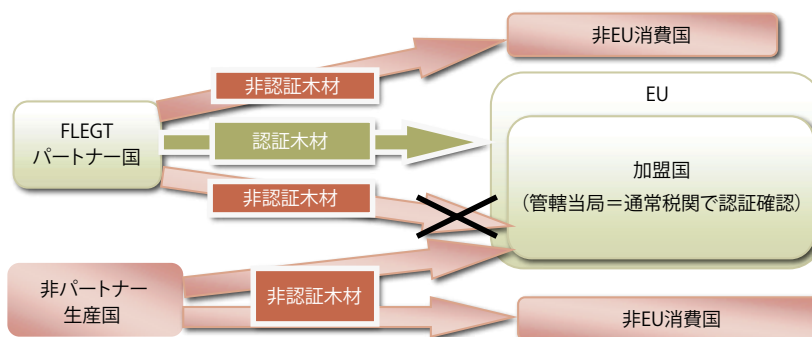 非EU消費国
非認証木材
EU
FLEGT
パートナー国
認証木材
加盟国
(管轄当局＝通常税関で認証確認)
非認証木材
非パートナー
生産国
非認証木材
非EU消費国